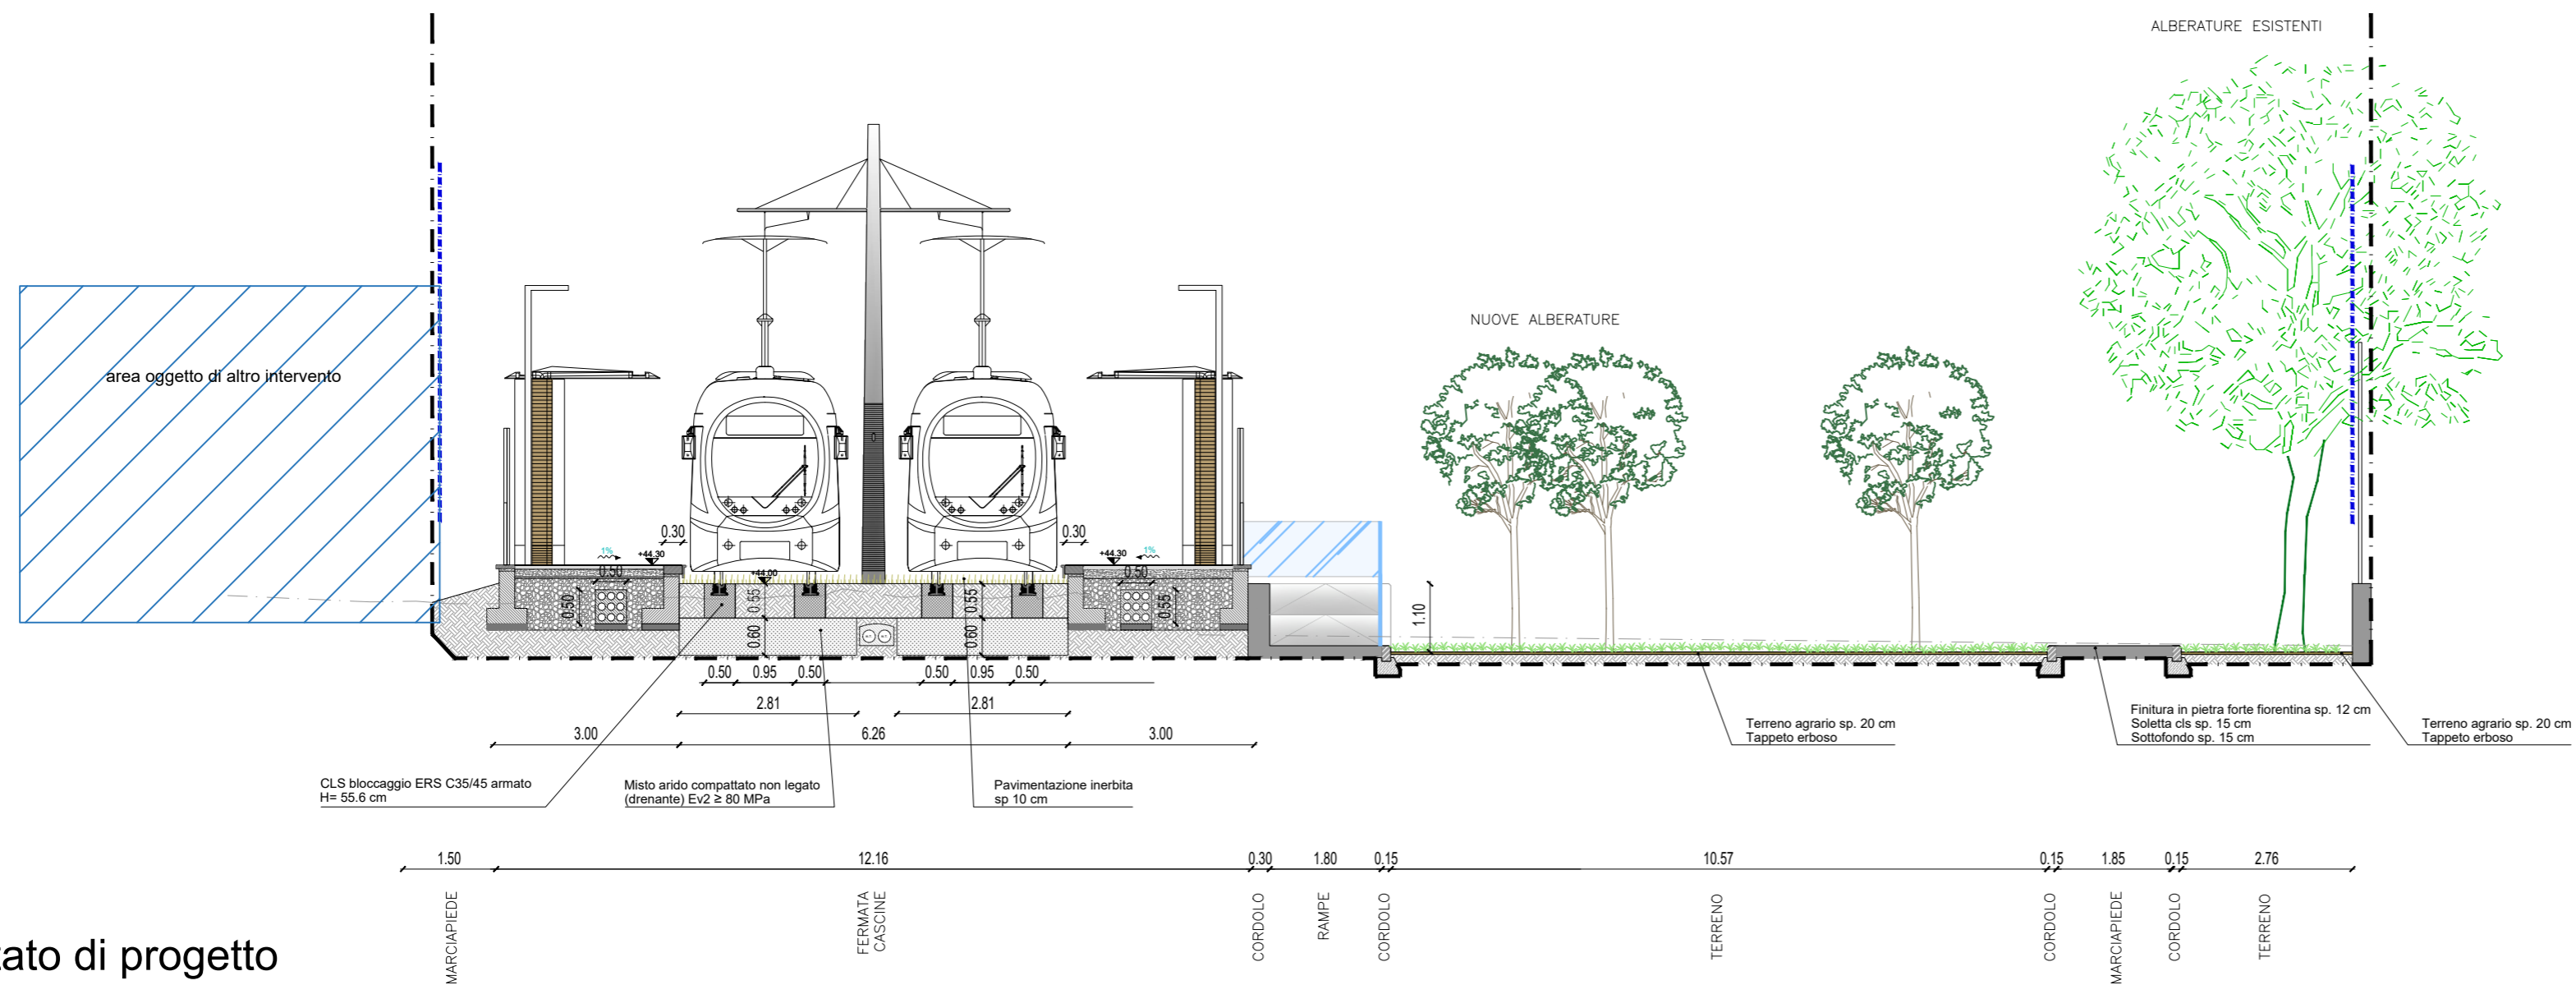 ALBERATURE ESISTENTI
NUOVE ALBERATURE
area oggetto di altro intervento
0.30
0.30
1%
+44.30
+44.30
1%
0.50
+44.00
0.50
0.50
0.55
0.55
0.55
0.60
0.60
1.10
0.50 0.95 0.50 0.50 0.95 0.50
2.81 2.81
3.00 6.26 3.00
CLS bloccaggio ERS C35/45 armato
H= 55.6 cm
Misto arido compattato non legato
(drenante) Ev2 ≥ 80 MPa
Pavimentazione inerbita
sp 10 cm
Terreno agrario sp. 20 cm
Tappeto erboso
Finitura in pietra forte fiorentina sp. 12 cm
Soletta cls sp. 15 cm
Sottofondo sp. 15 cm
Terreno agrario sp. 20 cm
Tappeto erboso
1.50 12.16 0.30 1.80 0.15 10.57 0.15 1.85 0.15 2.76
MARCIAPIEDE
FERMATA
CASCINE
CORDOLO
RAMPE
CORDOLO
TERRENO
CORDOLO
MARCIAPIEDE
CORDOLO
TERRENO
tato di progetto